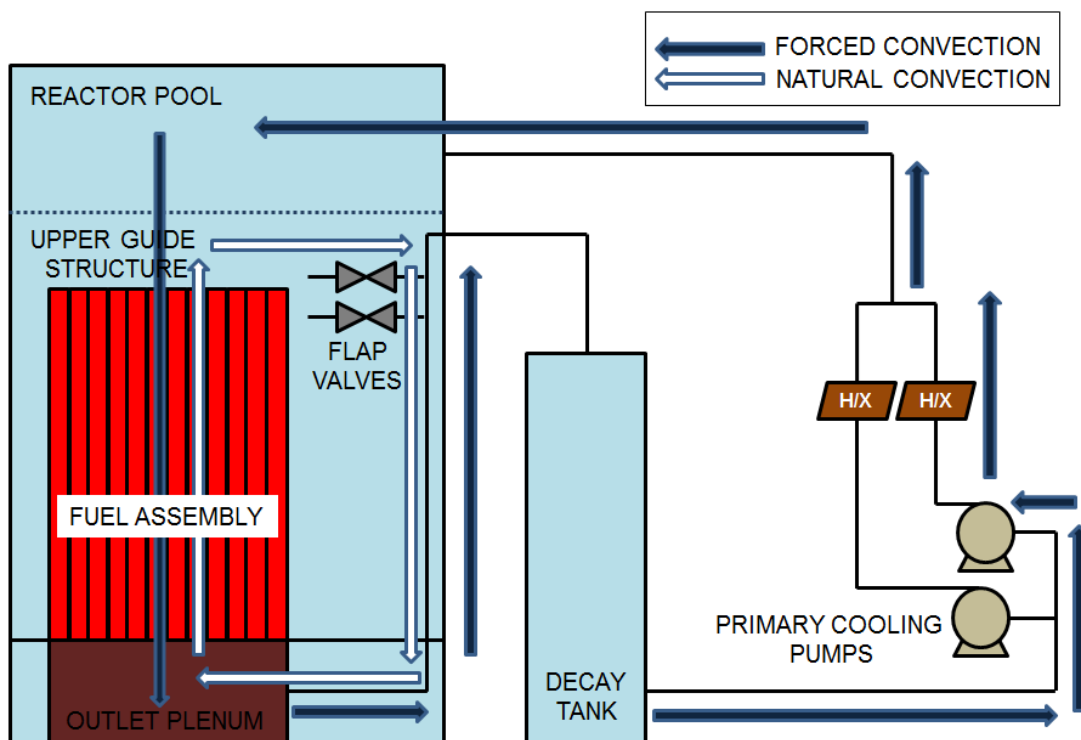 FORCED CONVECTION
NATURAL CONVECTION
REACTOR POOL
UPPER GUIDE
STRUCTURE
FLAP
VALVES
H/X
H/X
FUEL ASSEMBLY
PRIMARY COOLING
PUMPS
DECAY
TANK
OUTLET PLENUM